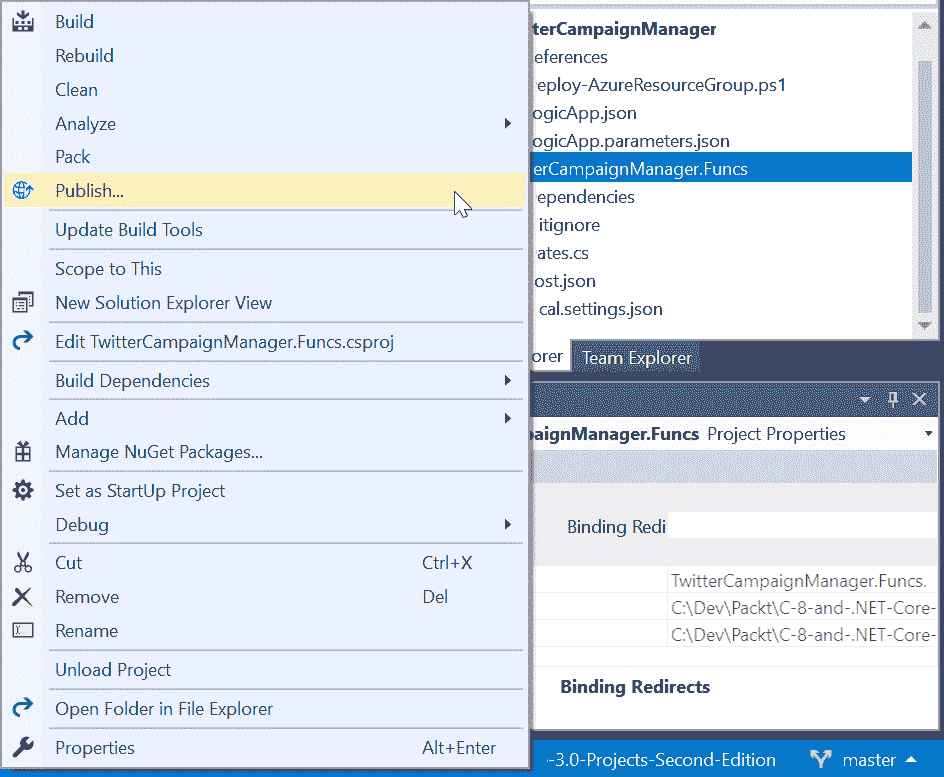 Build
Rebuild
Clean
Analyze
Pack
Publish...
Update Build Tools
Scope to This
New Solution Explorer View
Edit TwitterCampaignManager.Funcs.csproj
Build Dependencies
Add
Manage NuGet Packages...
Set as StartUp Project
Debug
Cut Ctrl+X
Remove Del
Rename
Unload Project
Open Folder in File Explorer
Properties Alt+Enter
terCampaignManager
eferences
eploy-AzureResourceGroup.ps1
ogicApp.json
ogicApp.parameters.json
erCampaignManager.Funcs
ependencies
itignore
ates.cs
ost.json
cal.settings.json
orer Team Explorer
paignManager.Funcs Project Properties
Binding Redi
TwitterCampaignManager.Funcs.
C:\Dev\Packt\C-8-and-.NET-Core-
C:\Dev\Packt\C-8-and-.NET-Core-
Binding Redirects
-3.0-Projects-Second-Edition master